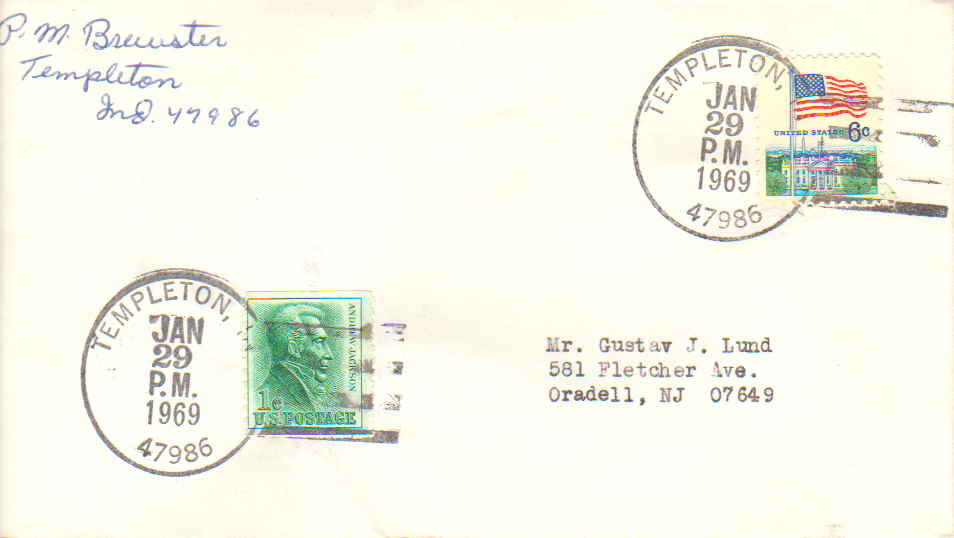 P. M. Brewster
Templeton
Ind. 47986
TEMPLETON,
JAN
29
P.M.
1969
47986
UNITED STATES 6c
TEMPLETON,
JAN
29
P.M.
1969
47986
ANDREW JACKSON
1c
U.S. POSTAGE
Mr. Gustav J. Lund
581 Fletcher Ave.
Oradell, NJ 07649